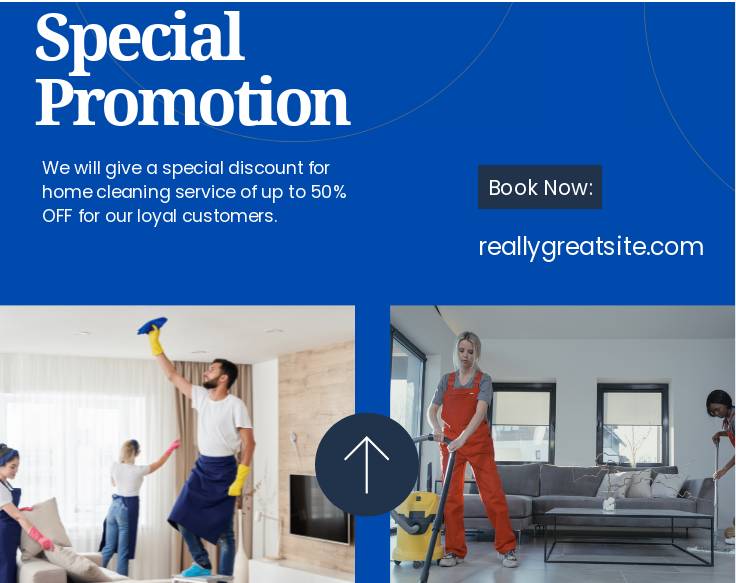 Special
Promotion
We will give a special discount for
home cleaning service of up to 50%
OFF for our loyal customers.
Book Now:
reallygreatsite.com